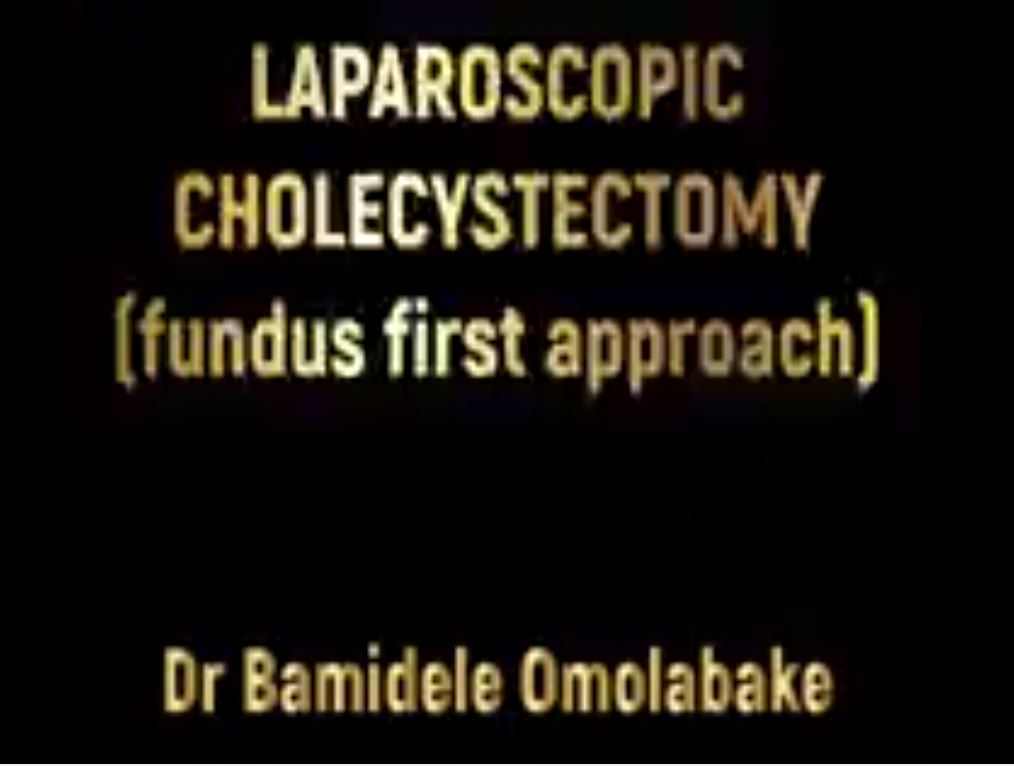 LAPAROSCOPIC
CHOLECYSTECTOMY
(fundus first approach)
Dr Bamidele Omolabake